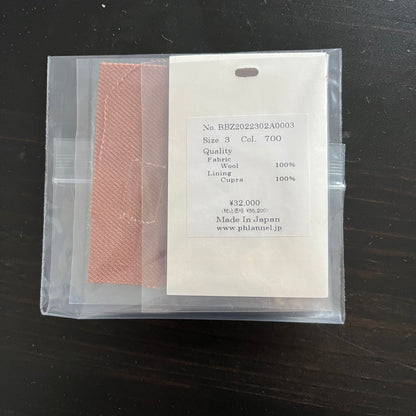 No. BBZ2022302A0003
Size 3 Col. 700
Quality
Fabric
Wool 100%
Lining
Cupra 100%
¥32,000
Made In Japan
www.phlannel.jp